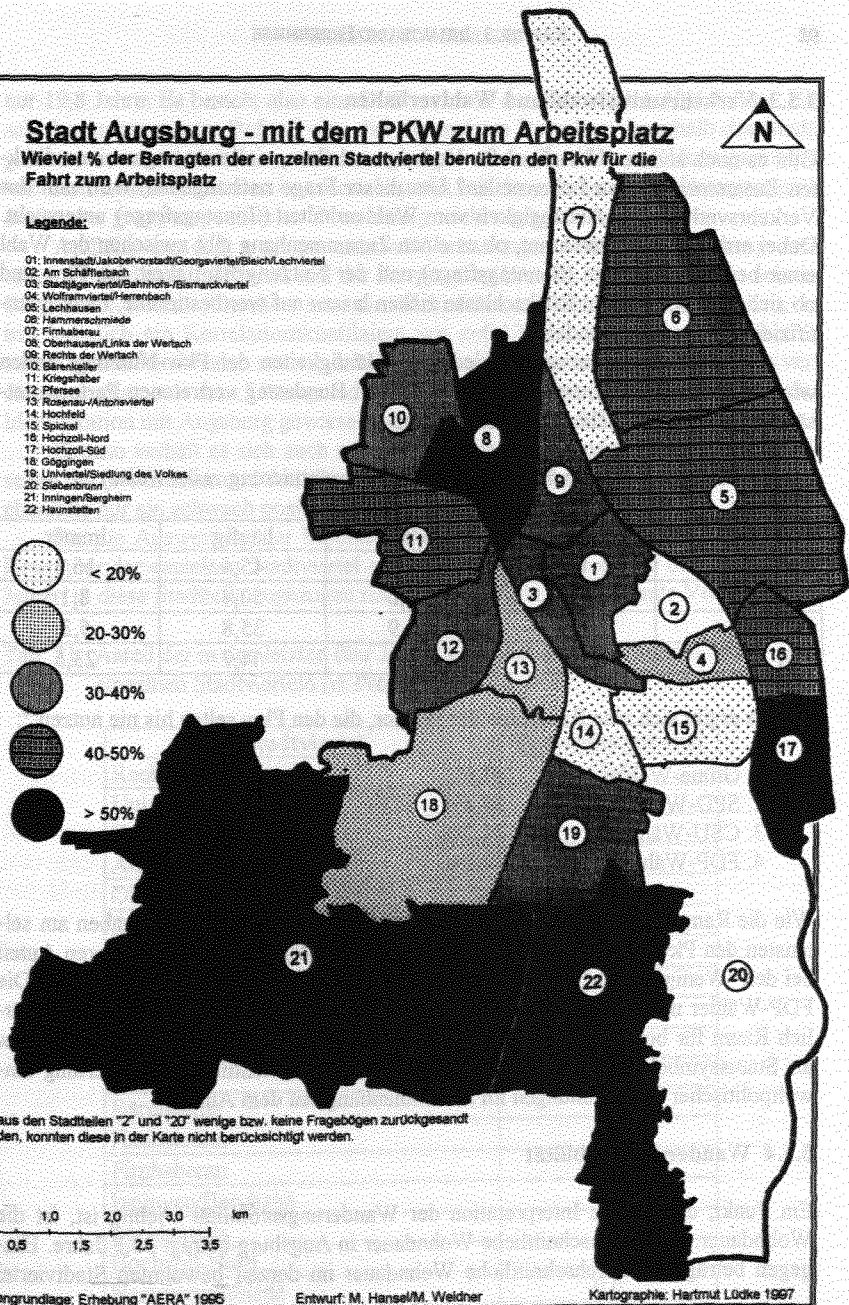 Stadt Augsburg - mit dem PKW zum Arbeitsplatz
Wieviel % der Befragten der einzelnen Stadtviertel benützen den Pkw für die
Fahrt zum Arbeitsplatz
N
Legende:
01: Innenstadt/Jakobervorstadt/Georgsviertel/Bleich/Lechviertel
02: Am Schäfflerbach
03: Stadtjägerviertel/Bahnhofs-/Bismarckviertel
04: Wolframviertel/Herrenbach
05: Lechhausen
06: Hammerschmiede
07: Firnhaberau
08: Oberhausen/Links der Wertach
09: Rechts der Wertach
10: Bärenkeller
11: Kriegshaber
12: Pfersee
13: Rosenau-/Antonsviertel
14: Hochfeld
15: Spickel
16: Hochzoll-Nord
17: Hochzoll-Süd
18: Göggingen
19: Univiertel/Siedlung des Volkes
20: Siebenbrunn
21: Inningen/Bergheim
22: Haunstetten
< 20%
20-30%
30-40%
40-50%
> 50%
7
6
10
8
9
5
11
1
3
2
12
13
4
16
14
15
17
18
19
21
22
20
aus den Stadtteilen "2" und "20" wenige bzw. keine Fragebögen zurückgesandt
den, konnten diese in der Karte nicht berücksichtigt werden.
1,0 2,0 3,0 km
0,5 1,5 2,5 3,5
engrundlage: Erhebung "AERA" 1995 Entwurf: M. Hansel/M. Weidner Kartographie: Hartmut Lüdke 1997